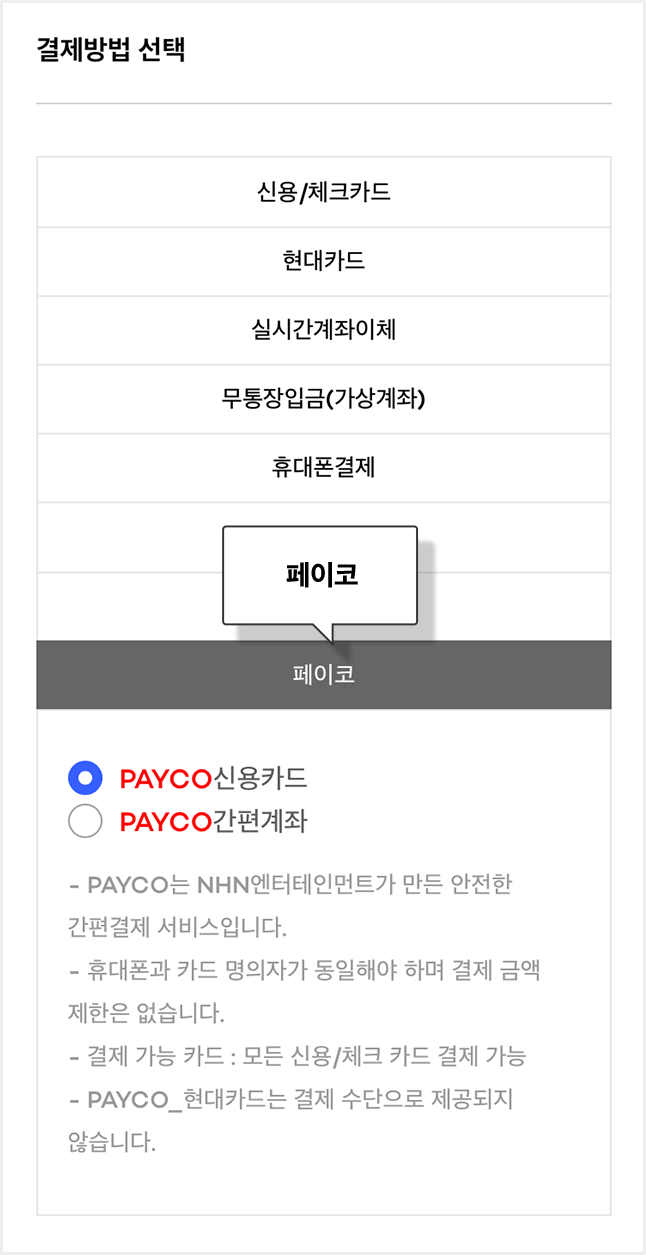 결제방법 선택
신용/체크카드
현대카드
실시간계좌이체
무통장입금(가상계좌)
휴대폰결제
페이코
페이코
PAYCO신용카드
PAYCO간편계좌
- PAYCO는 NHN엔터테인먼트가 만든 안전한
간편결제 서비스입니다.
- 휴대폰과 카드 명의자가 동일해야 하며 결제 금액
제한은 없습니다.
- 결제 가능 카드 : 모든 신용/체크 카드 결제 가능
- PAYCO_현대카드는 결제 수단으로 제공되지
않습니다.